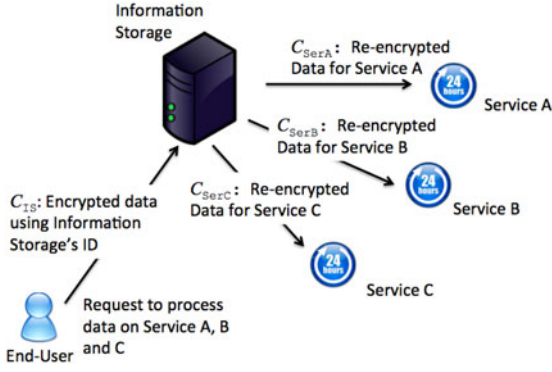 Information
Storage
C_SerA: Re-encrypted
Data for Service A
24
hours
Service A
C_SerB: Re-encrypted
Data for Service B
24
hours
Service B
C_SerC: Re-encrypted
Data for Service C
24
hours
Service C
C_IS: Encrypted data
using Information
Storage's ID
Request to process
data on Service A, B
and C
End-User